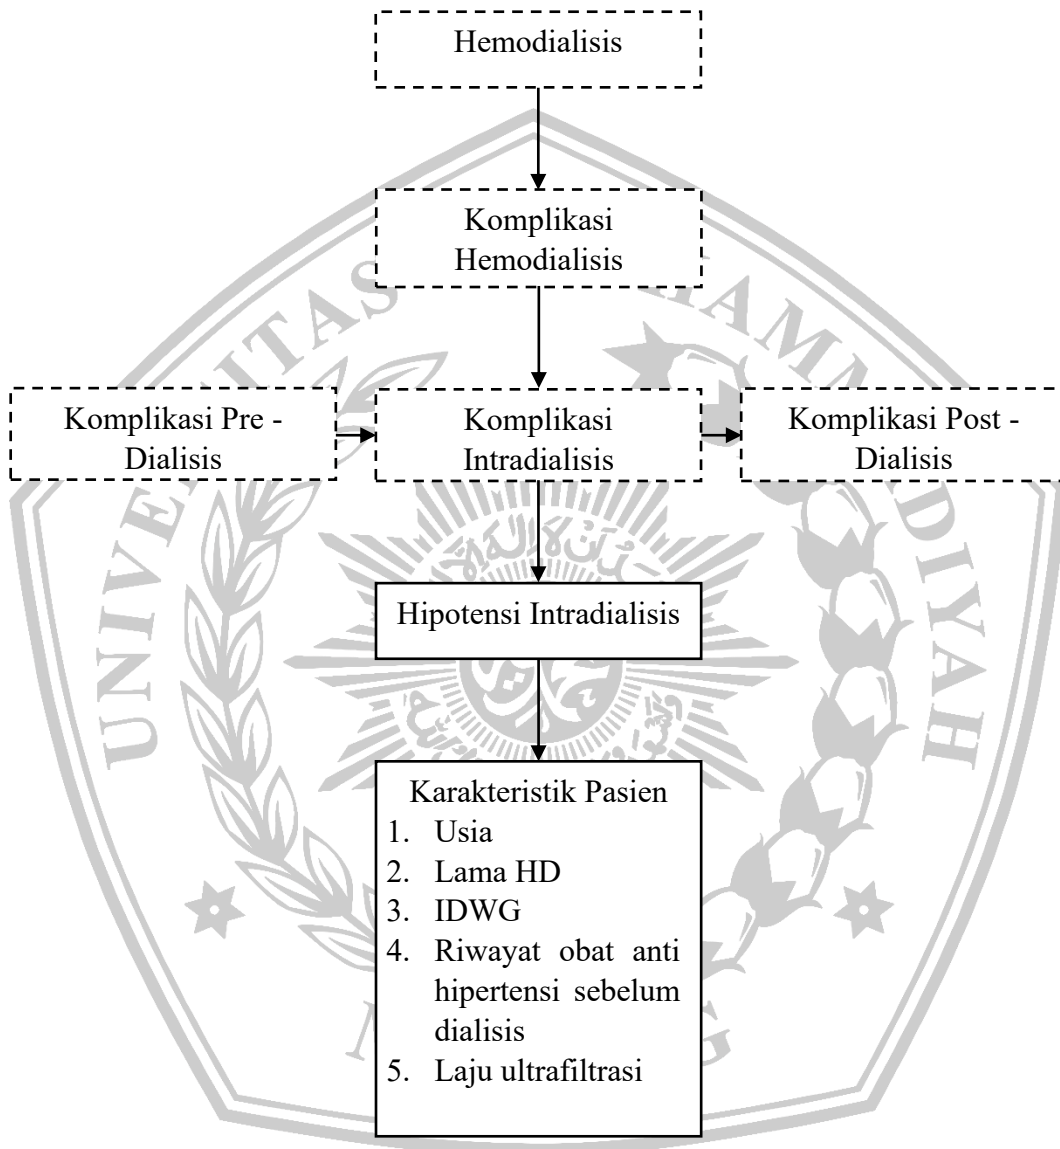 Hemodialisis
Komplikasi
Hemodialisis
Komplikasi Pre -
Dialisis
Komplikasi
Intradialisis
Komplikasi Post -
Dialisis
Hipotensi Intradialisis
Karakteristik Pasien
1. Usia
2. Lama HD
3. IDWG
4. Riwayat obat anti
hipertensi sebelum
dialisis
5. Laju ultrafiltrasi